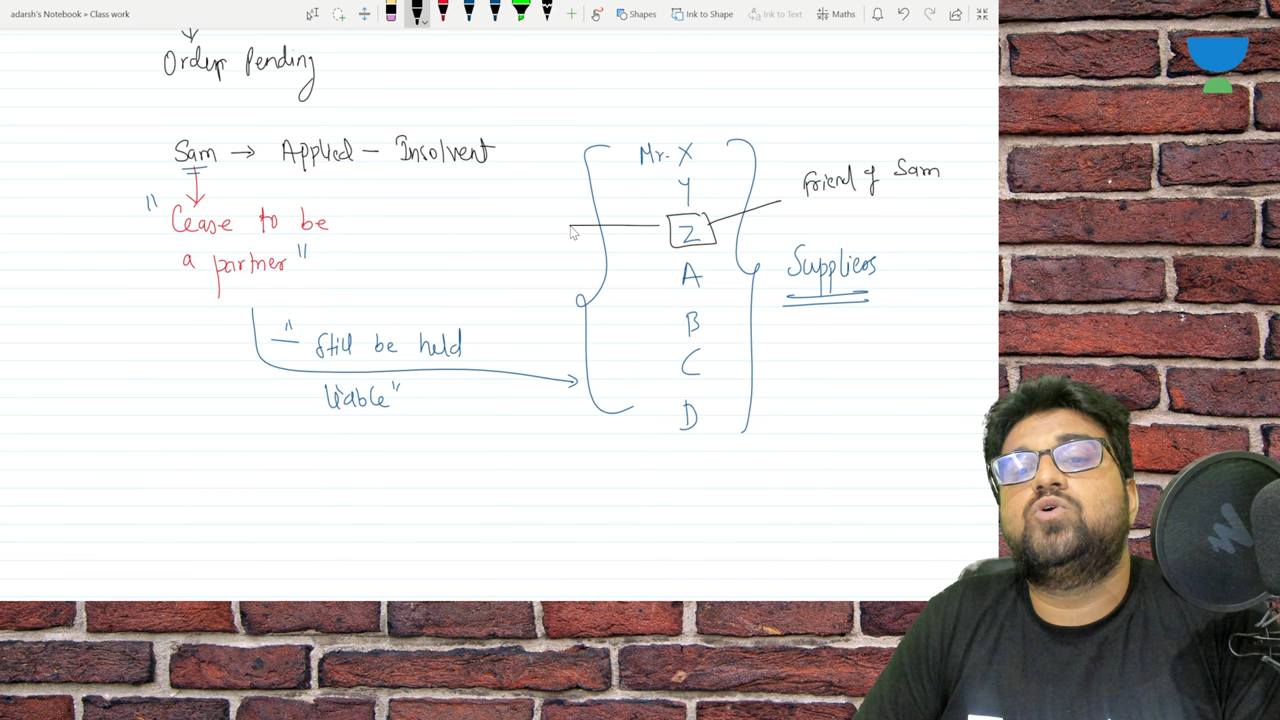 adarsh's Notebook » Class work
Shapes
Ink to Shape
Ink to Text
Maths
Order Pending
Sam → Applied - Insolvent
" Cease to be
a partner "
" Still be held
liable "
Mr. X
Y
Z
A
B
C
D
Friend of Sam
Suppliers